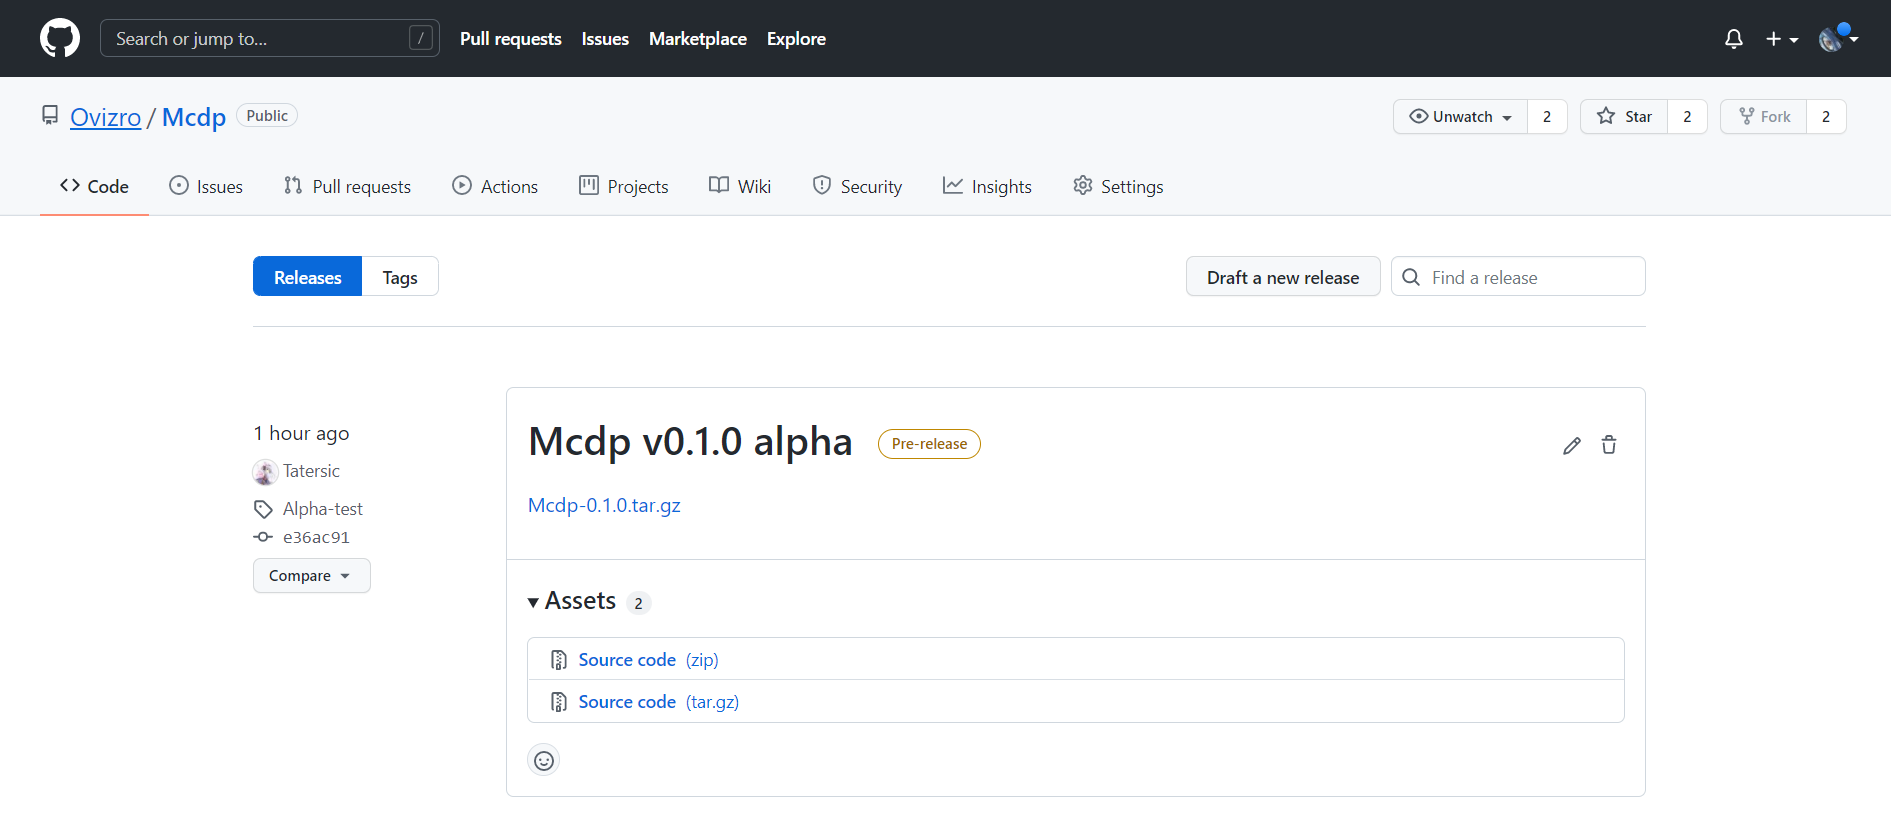 Search or jump to... / Pull requests Issues Marketplace Explore
Ovizro / Mcdp Public Unwatch 2 Star 2 Fork 2
Code Issues Pull requests Actions Projects Wiki Security Insights Settings
Releases Tags Draft a new release Find a release
1 hour ago
Tatersic
Alpha-test
e36ac91
Compare
Mcdp v0.1.0 alpha Pre-release
Mcdp-0.1.0.tar.gz
Assets 2
Source code (zip)
Source code (tar.gz)